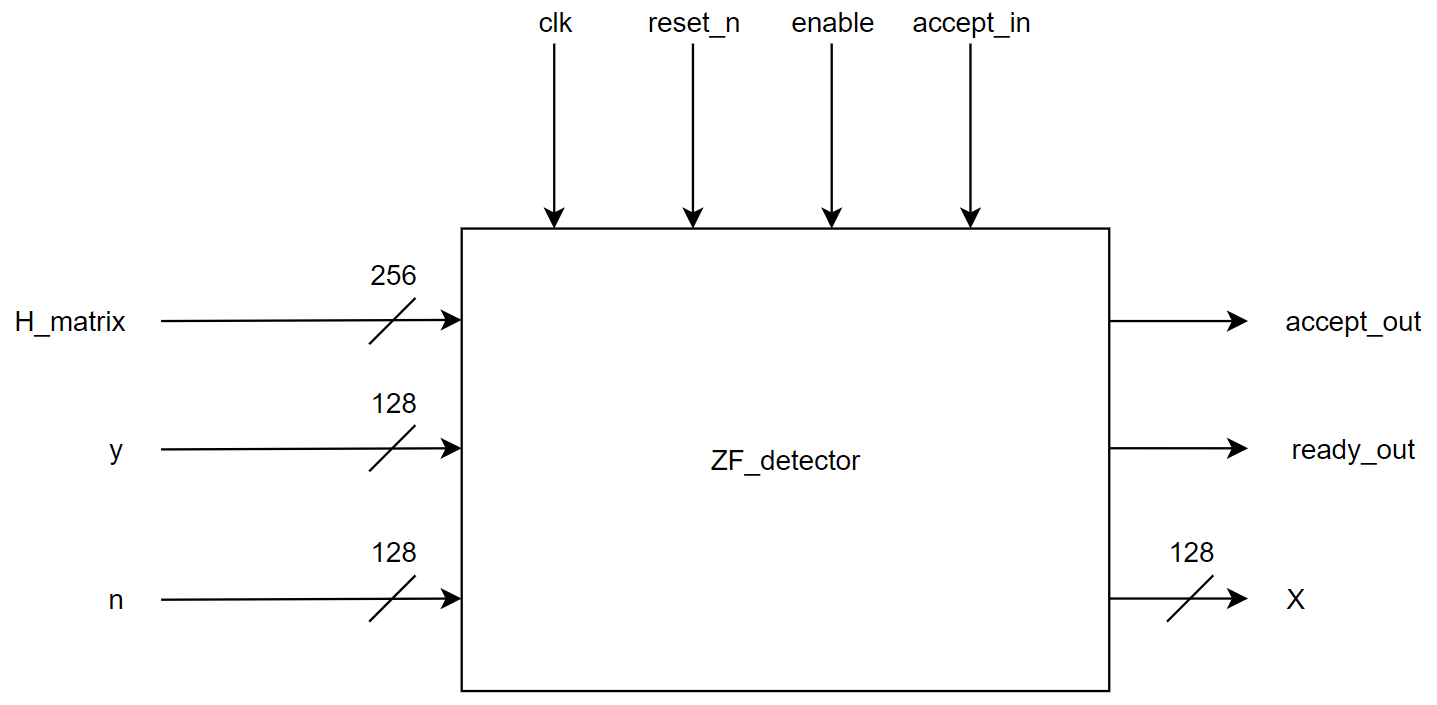 clk reset_n enable accept_in
256
H_matrix accept_out
128
y ready_out
ZF_detector
128 128
n X